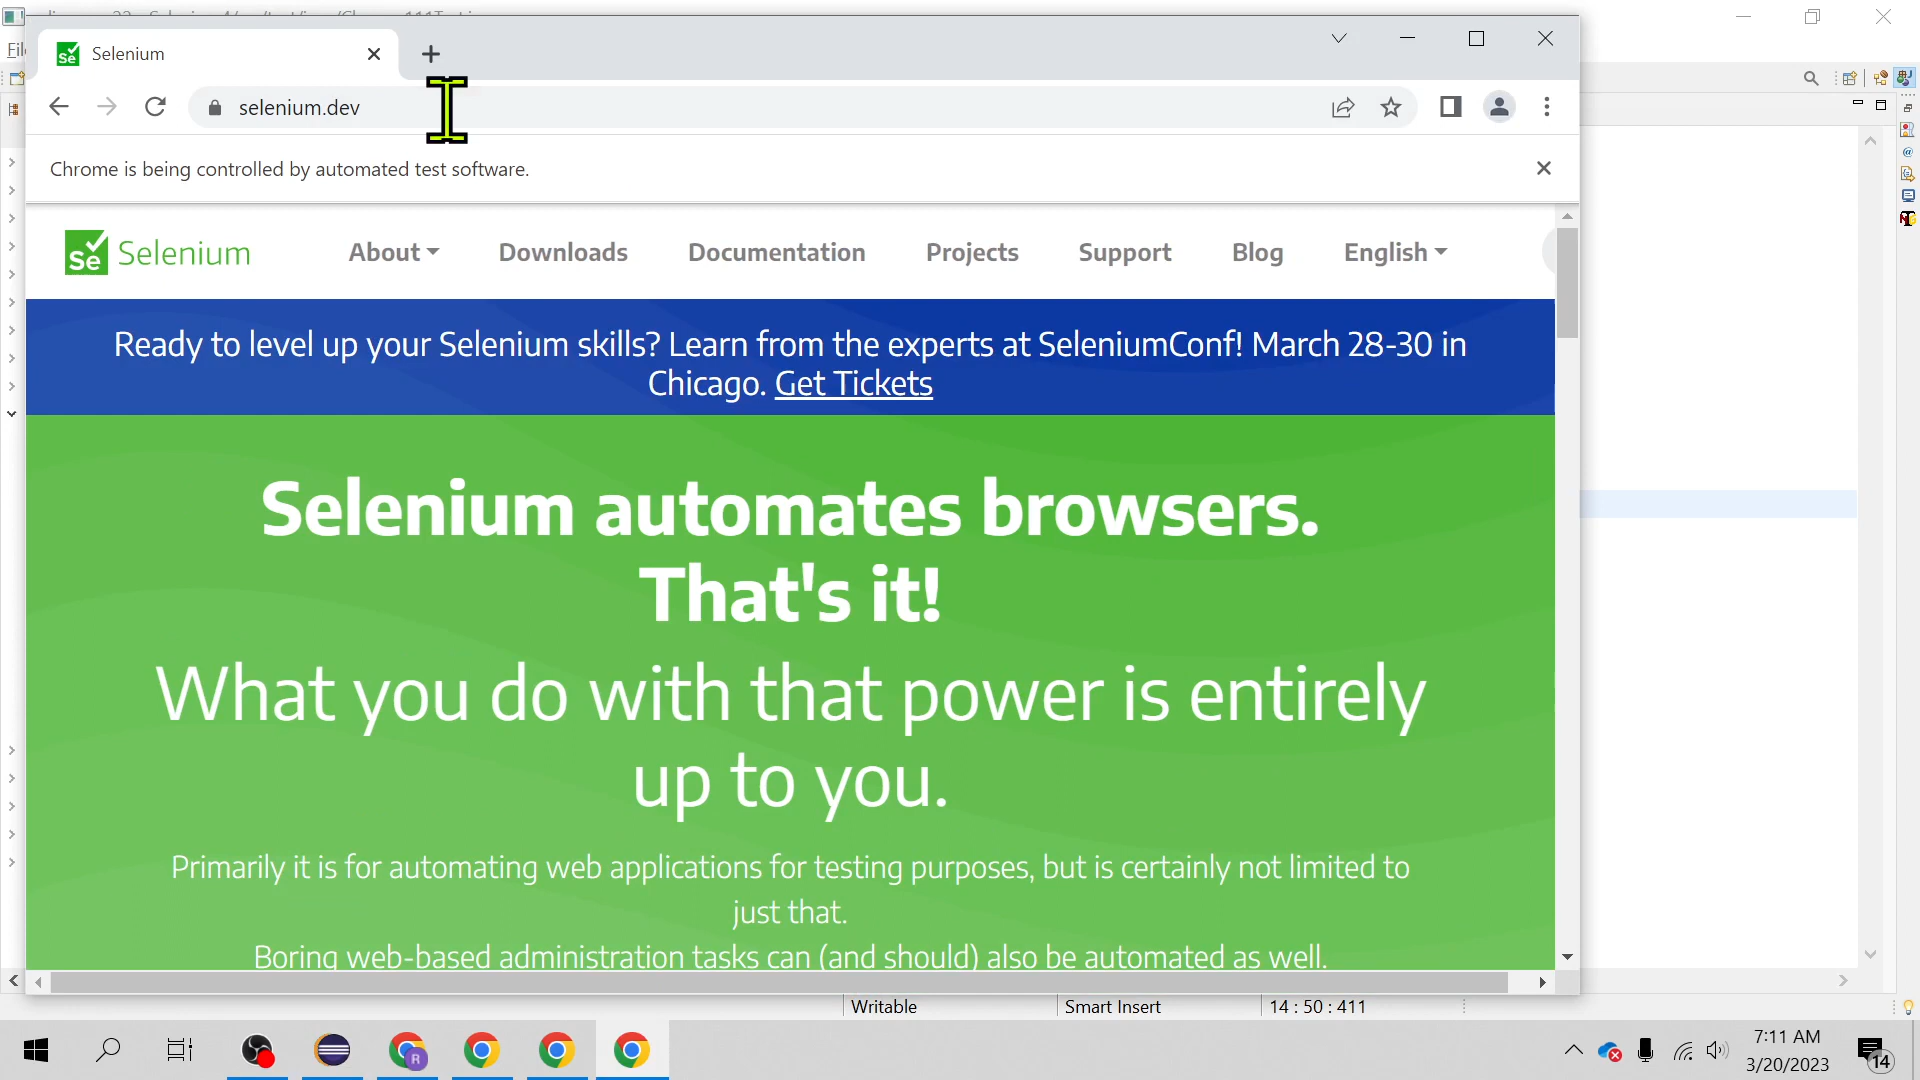 Selenium
selenium.dev
Chrome is being controlled by automated test software.
Se Selenium
About
Downloads
Documentation
Projects
Support
Blog
English
Ready to level up your Selenium skills? Learn from the experts at SeleniumConf! March 28-30 in
Chicago. Get Tickets
Selenium automates browsers.
That's it!
What you do with that power is entirely
up to you.
Primarily it is for automating web applications for testing purposes, but is certainly not limited to
just that.
Boring web-based administration tasks can (and should) also be automated as well.
Writable
Smart Insert
14 : 50 : 411
R
7:11 AM
3/20/2023
14